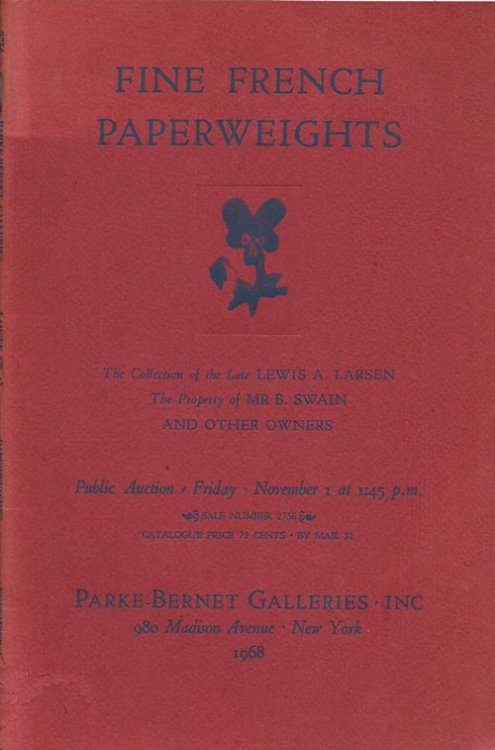 FINE FRENCH
PAPERWEIGHTS
The Collection of the Late LEWIS A. LARSEN
The Property of MR B. SWAIN
AND OTHER OWNERS
Public Auction • Friday · November 1 at 1:45 p.m.
SALE NUMBER 2756
CATALOGUE PRICE 75 CENTS • BY MAIL $1
PARKE-BERNET GALLERIES · INC
980 Madison Avenue · New York
1968